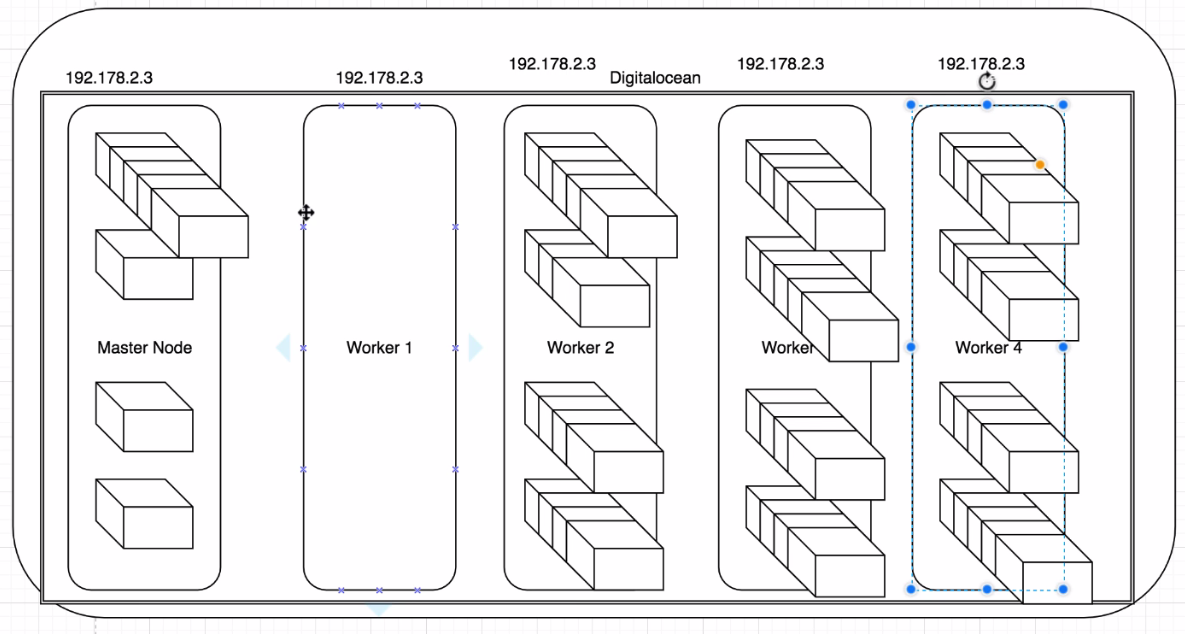 192.178.2.3
192.178.2.3
192.178.2.3
Digitalocean
192.178.2.3
192.178.2.3
Master Node
Worker 1
Worker 2
Worker
Worker 4